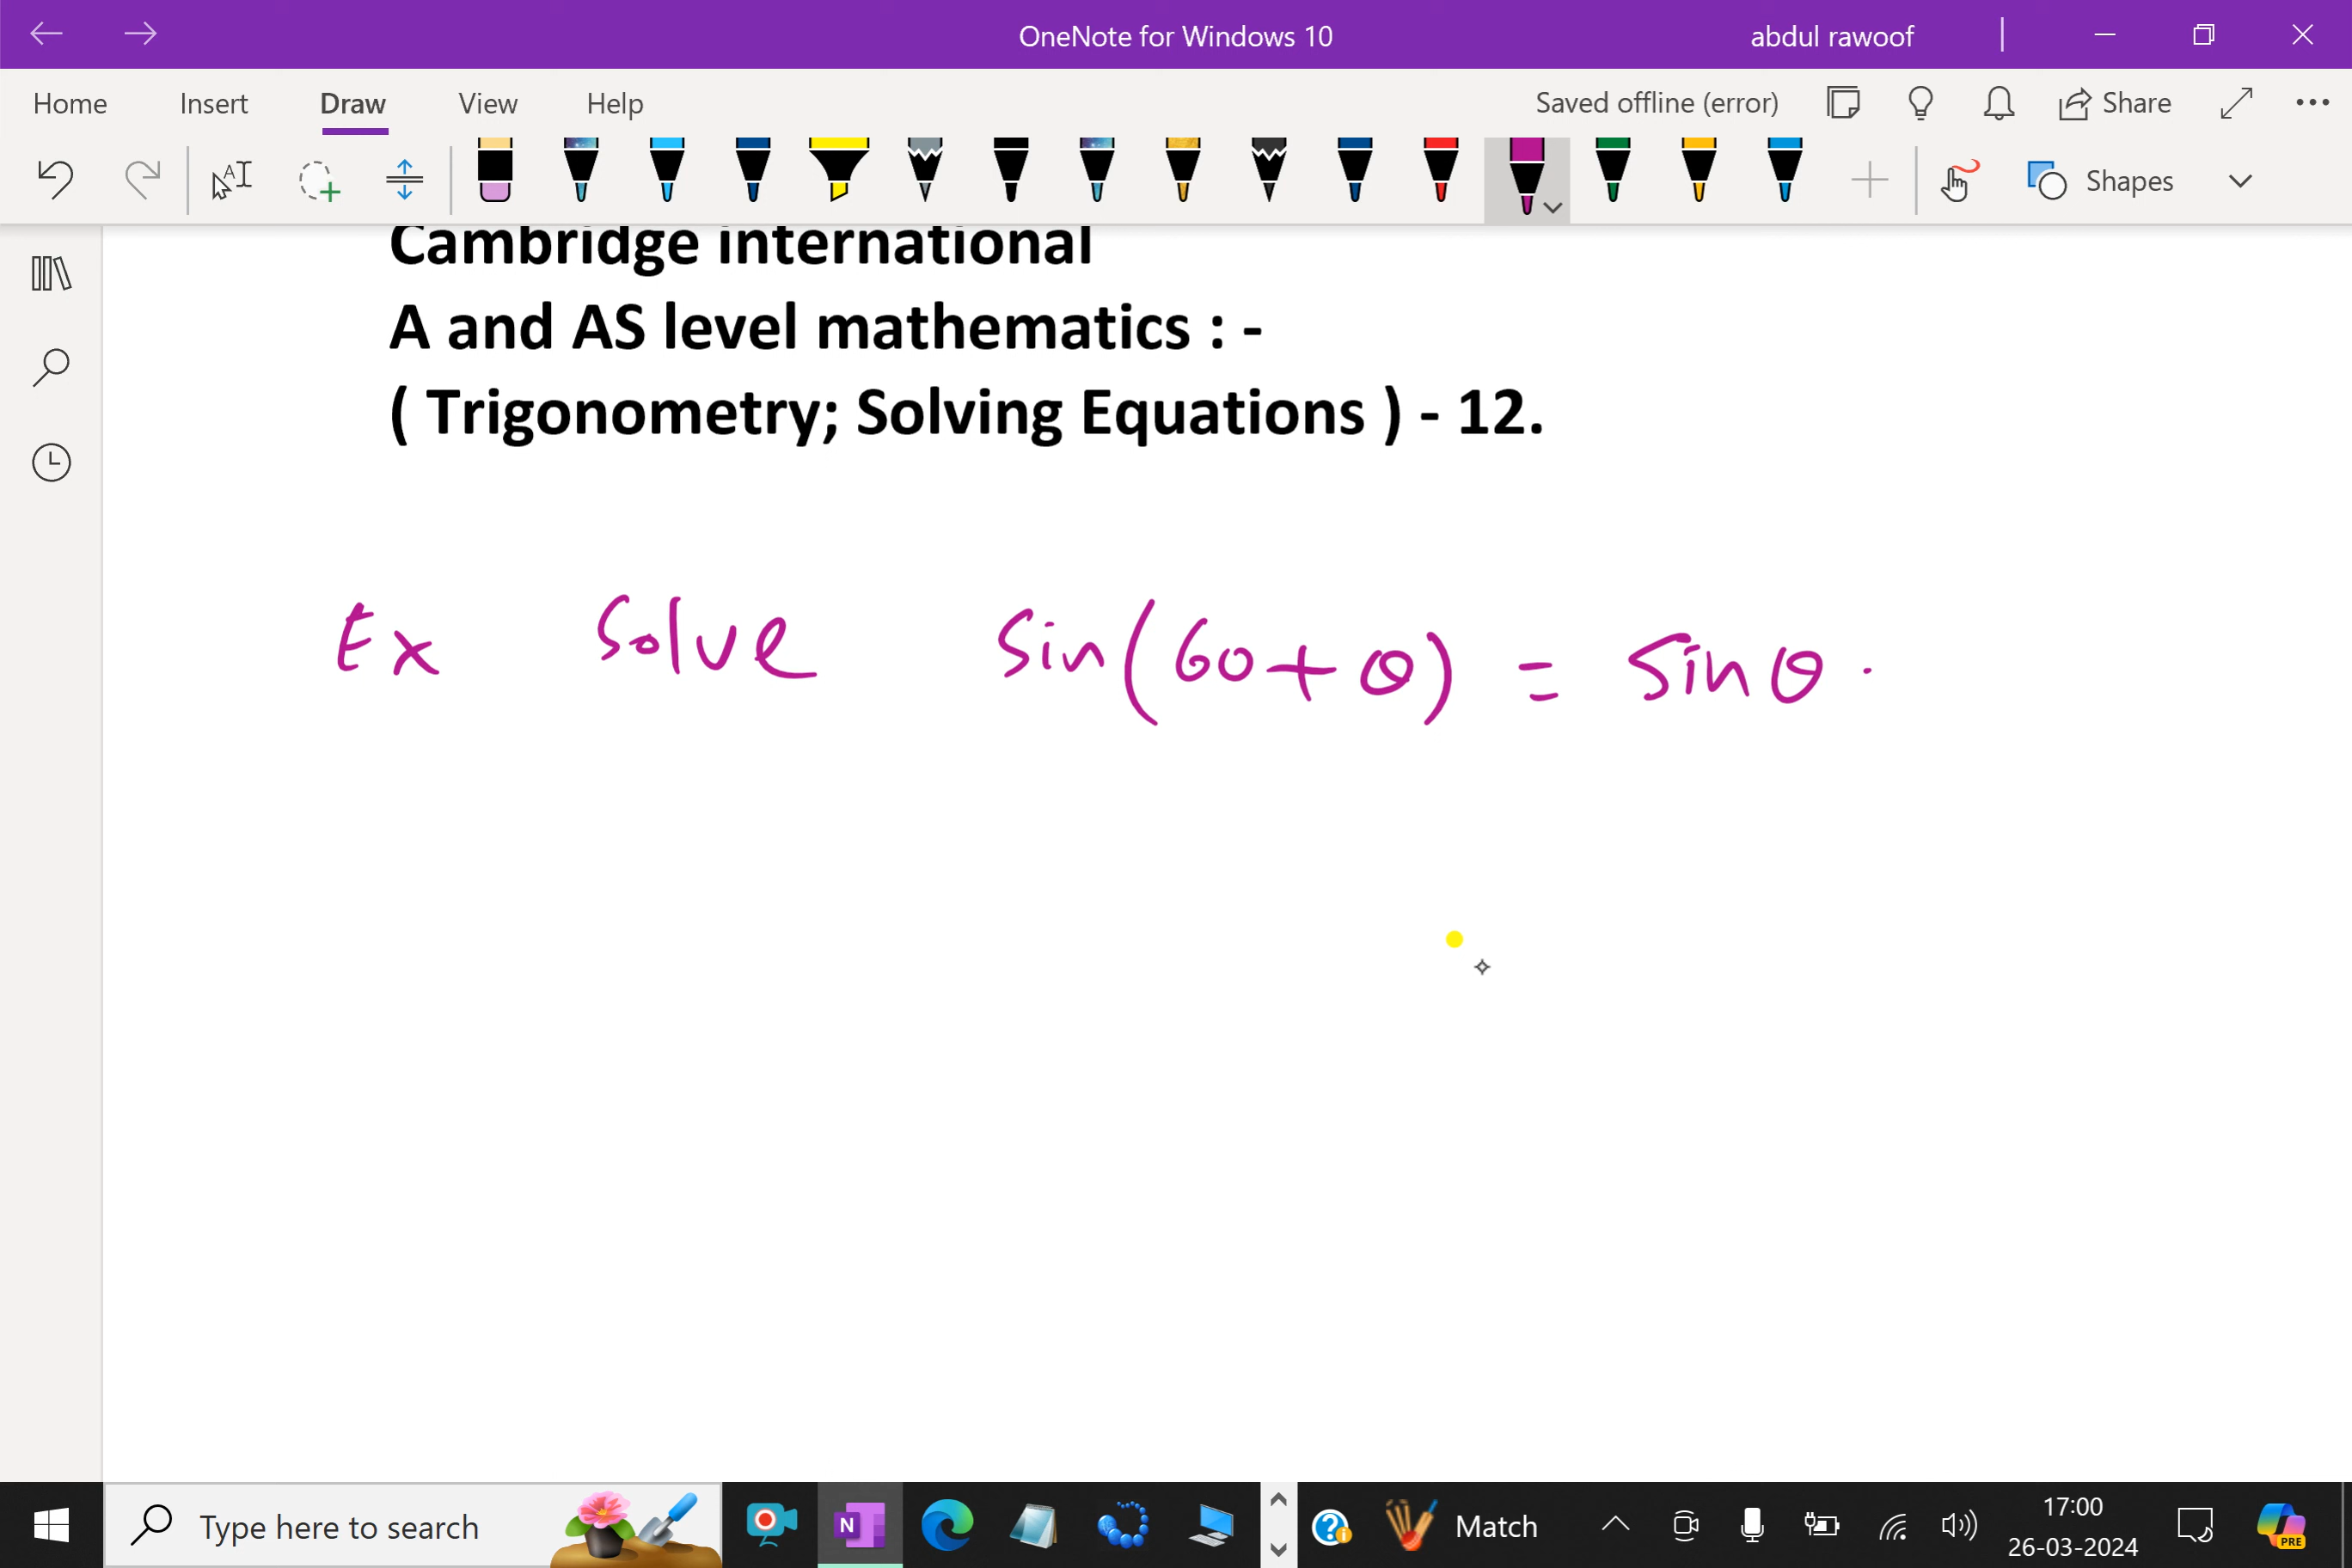 OneNote for Windows 10 abdul rawoof
Home Insert Draw View Help Saved offline (error) Share
Shapes
Cambridge international
A and AS level mathematics : -
( Trigonometry; Solving Equations ) - 12.
Ex Solve Sin(60+θ) = Sinθ.
Type here to search Match 17:00
26-03-2024
PRE